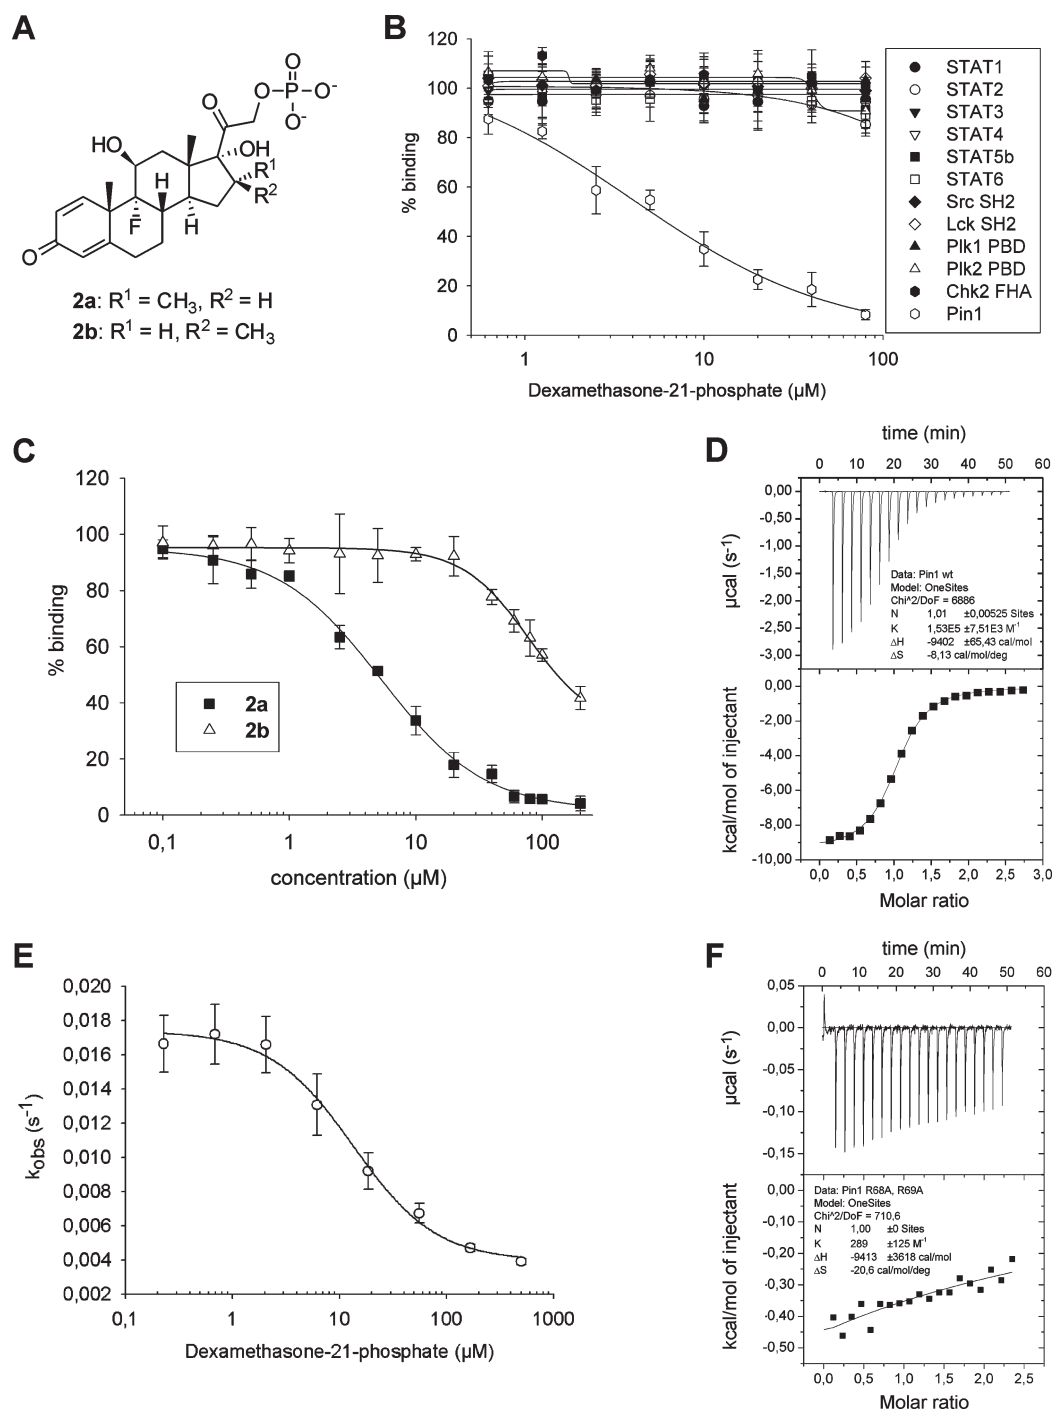 A
O
O
P
O-
O-
O
HO
OH
R1
R2
H
F
H
O
2a: R1 = CH3, R2 = H
2b: R1 = H, R2 = CH3
B
120
100
80
60
40
20
0
% binding
1
10
100
Dexamethasone-21-phosphate (µM)
STAT1
STAT2
STAT3
STAT4
STAT5b
STAT6
Src SH2
Lck SH2
Plk1 PBD
Plk2 PBD
Chk2 FHA
Pin1
C
120
100
80
60
40
20
0
% binding
2a
2b
0,1
1
10
100
concentration (µM)
D
time (min)
0 10 20 30 40 50 60
0,00
-0,50
-1,00
-1,50
-2,00
-2,50
-3,00
µcal (s-1)
Data: Pin1 wt
Model: OneSites
Chi^2/DoF = 6886
N 1,01 ±0,00525 Sites
K 1,53E5 ±7,51E3 M-1
ΔH -9402 ±65,43 cal/mol
ΔS -8,13 cal/mol/deg
0,00
-2,00
-4,00
-6,00
-8,00
-10,00
kcal/mol of injectant
0,0 0,5 1,0 1,5 2,0 2,5 3,0
Molar ratio
E
0,020
0,018
0,016
0,014
0,012
0,010
0,008
0,006
0,004
0,002
kobs (s-1)
0,1 1 10 100 1000
Dexamethasone-21-phosphate (µM)
F
time (min)
0 10 20 30 40 50 60
0,05
0,00
-0,05
-0,10
-0,15
µcal (s-1)
Data: Pin1 R68A, R69A
Model: OneSites
Chi^2/DoF = 710,6
N 1,00 ±0 Sites
K 289 ±125 M-1
ΔH -9413 ±3618 cal/mol
ΔS -20,6 cal/mol/deg
0,00
-0,10
-0,20
-0,30
-0,40
-0,50
kcal/mol of injectant
0,0 0,5 1,0 1,5 2,0 2,5
Molar ratio